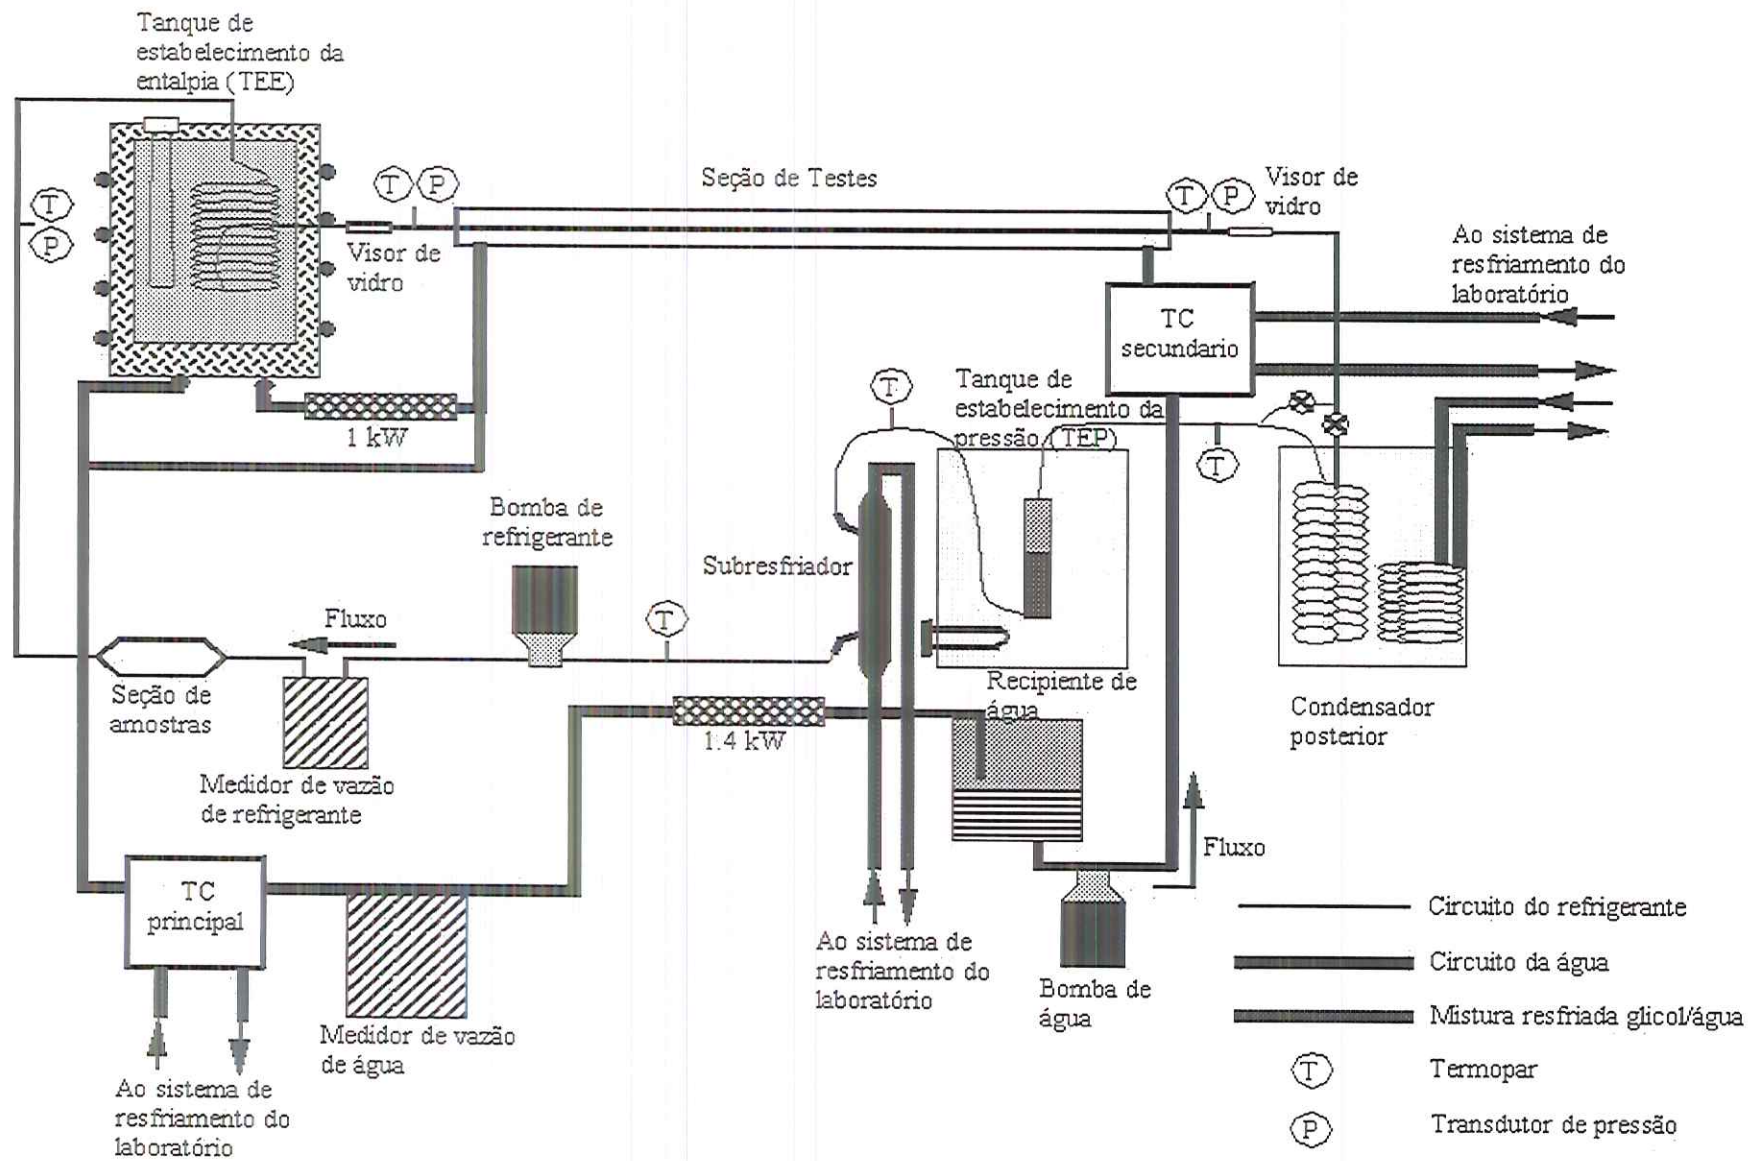 Tanque de
estabelecimento da
entalpia (TEE)
T
P
T
P
Seção de Testes
T
P
Visor de
vidro
Visor de
vidro
Ao sistema de
resfriamento do
laboratório
TC
secundario
1 kW
T
Tanque de
estabelecimento da
pressão (TEP)
T
Bomba de
refrigerante
Subresfriador
Fluxo
T
Seção de
amostras
Recipiente de
água
Condensador
posterior
1.4 kW
Medidor de vazão
de refrigerante
Fluxo
TC
principal
Ao sistema de
resfriamento do
laboratório
Bomba de
água
Medidor de vazão
de água
Ao sistema de
resfriamento do
laboratório
Circuito do refrigerante
Circuito da água
Mistura resfriada glicol/água
T
Termopar
P
Transdutor de pressão